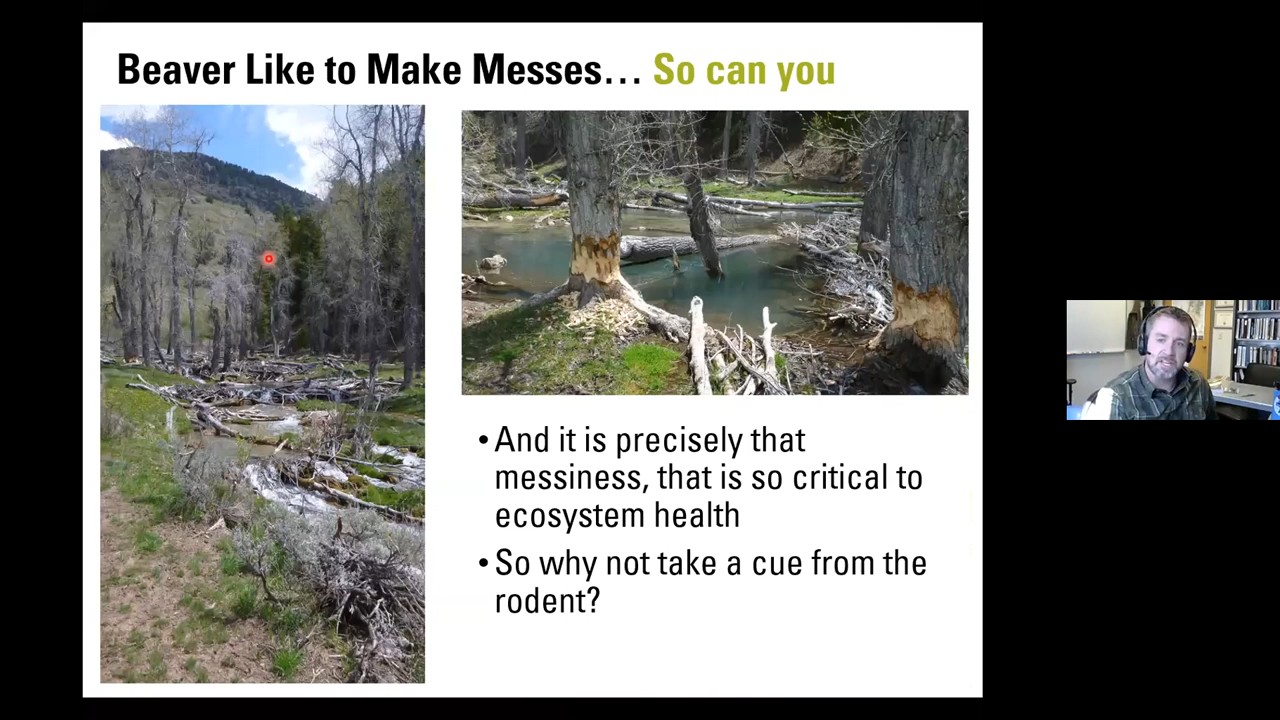 Beaver Like to Make Messes… So can you
•And it is precisely that
messiness, that is so critical to
ecosystem health
•So why not take a cue from the
rodent?